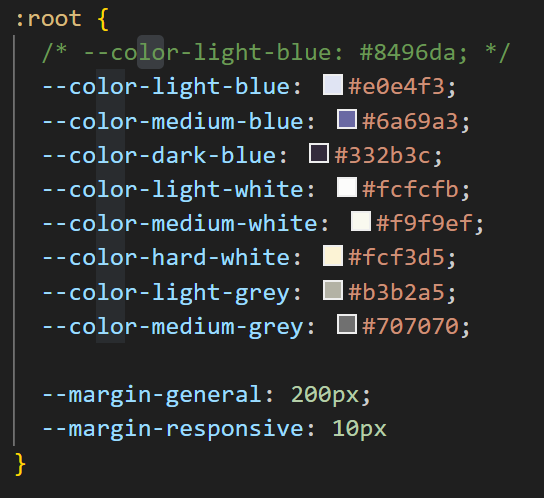 :root {
/* --color-light-blue: #8496da; */
--color-light-blue: #e0e4f3;
--color-medium-blue: #6a69a3;
--color-dark-blue: #332b3c;
--color-light-white: #fcfcfb;
--color-medium-white: #f9f9ef;
--color-hard-white: #fcf3d5;
--color-light-grey: #b3b2a5;
--color-medium-grey: #707070;
--margin-general: 200px;
--margin-responsive: 10px
}